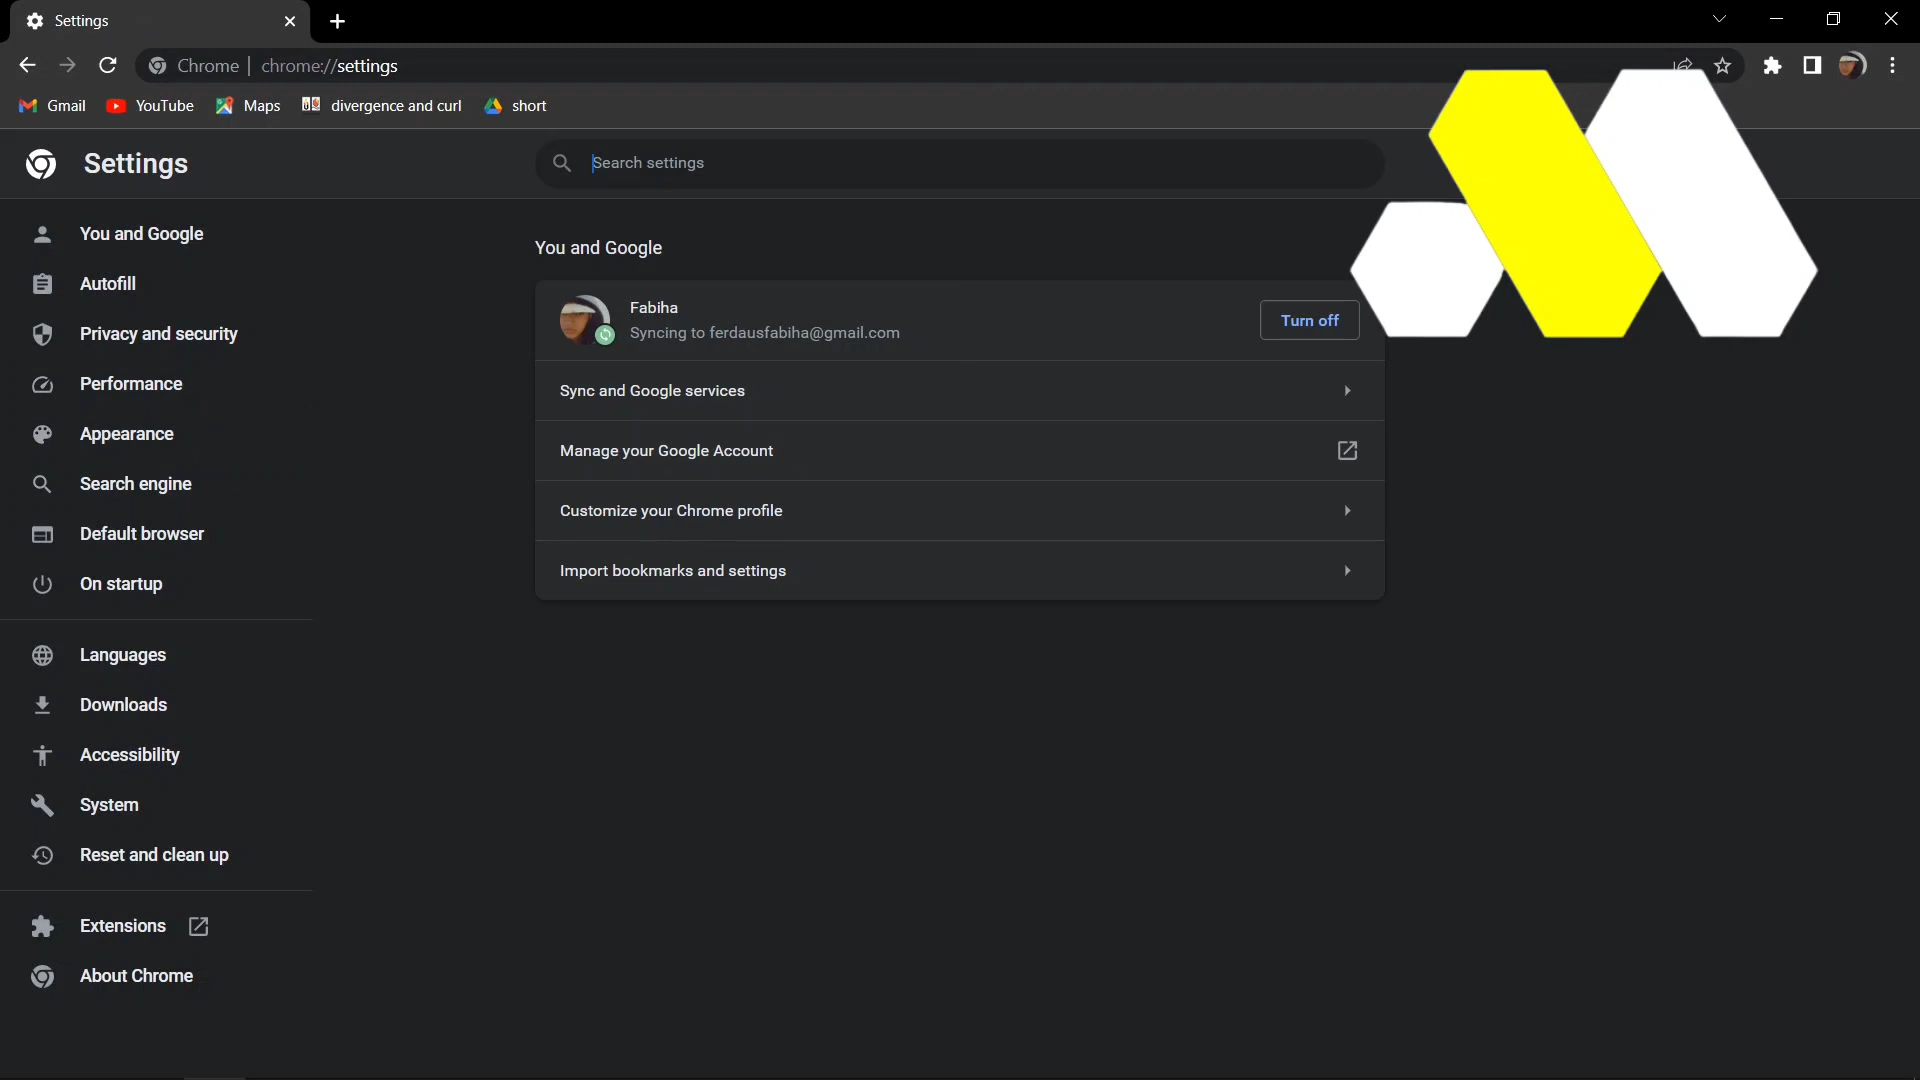 Settings
Chrome | chrome://settings
Gmail YouTube Maps divergence and curl short
Settings
Search settings
You and Google
Autofill
Privacy and security
Performance
Appearance
Search engine
Default browser
On startup
Languages
Downloads
Accessibility
System
Reset and clean up
Extensions
About Chrome
You and Google
Fabiha
Syncing to ferdausfabiha@gmail.com
Turn off
Sync and Google services
Manage your Google Account
Customize your Chrome profile
Import bookmarks and settings